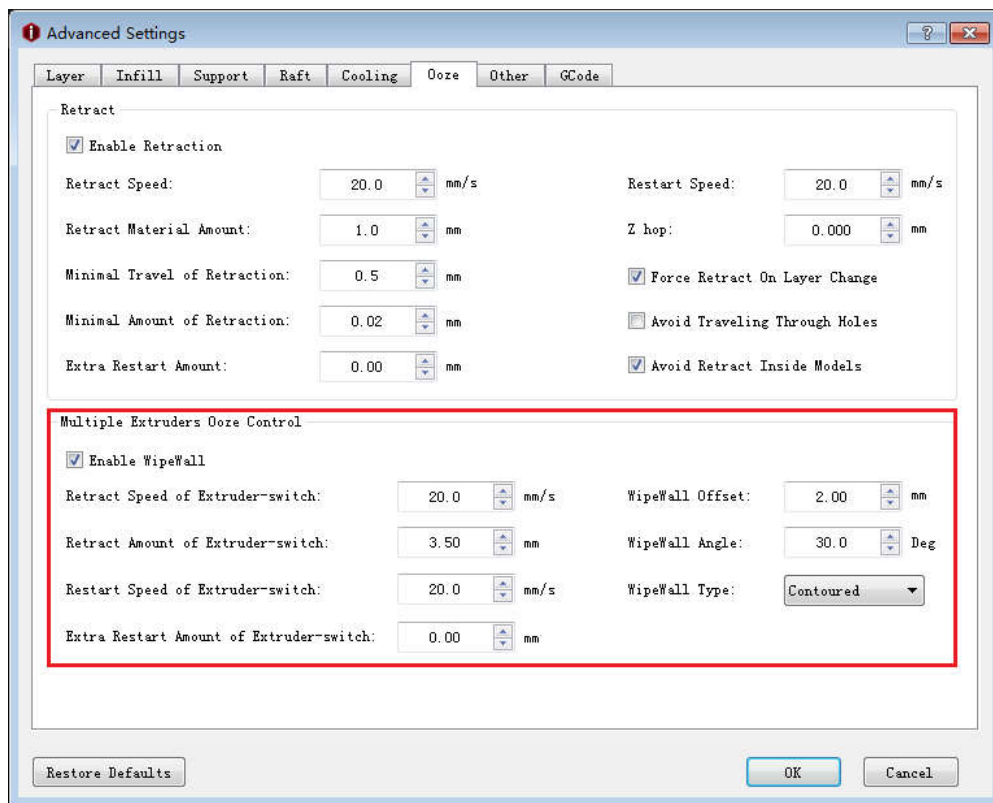 Advanced Settings
Layer Infill Support Raft Cooling Ooze Other GCode
Retract
Enable Retraction
Retract Speed: 20.0 mm/s Restart Speed: 20.0 mm/s
Retract Material Amount: 1.0 mm Z hop: 0.000 mm
Minimal Travel of Retraction: 0.5 mm Force Retract On Layer Change
Minimal Amount of Retraction: 0.02 mm Avoid Traveling Through Holes
Extra Restart Amount: 0.00 mm Avoid Retract Inside Models
Multiple Extruders Ooze Control
Enable WipeWall
Retract Speed of Extruder-switch: 20.0 mm/s WipeWall Offset: 2.00 mm
Retract Amount of Extruder-switch: 3.50 mm WipeWall Angle: 30.0 Deg
Restart Speed of Extruder-switch: 20.0 mm/s WipeWall Type: Contoured
Extra Restart Amount of Extruder-switch: 0.00 mm
Restore Defaults OK Cancel